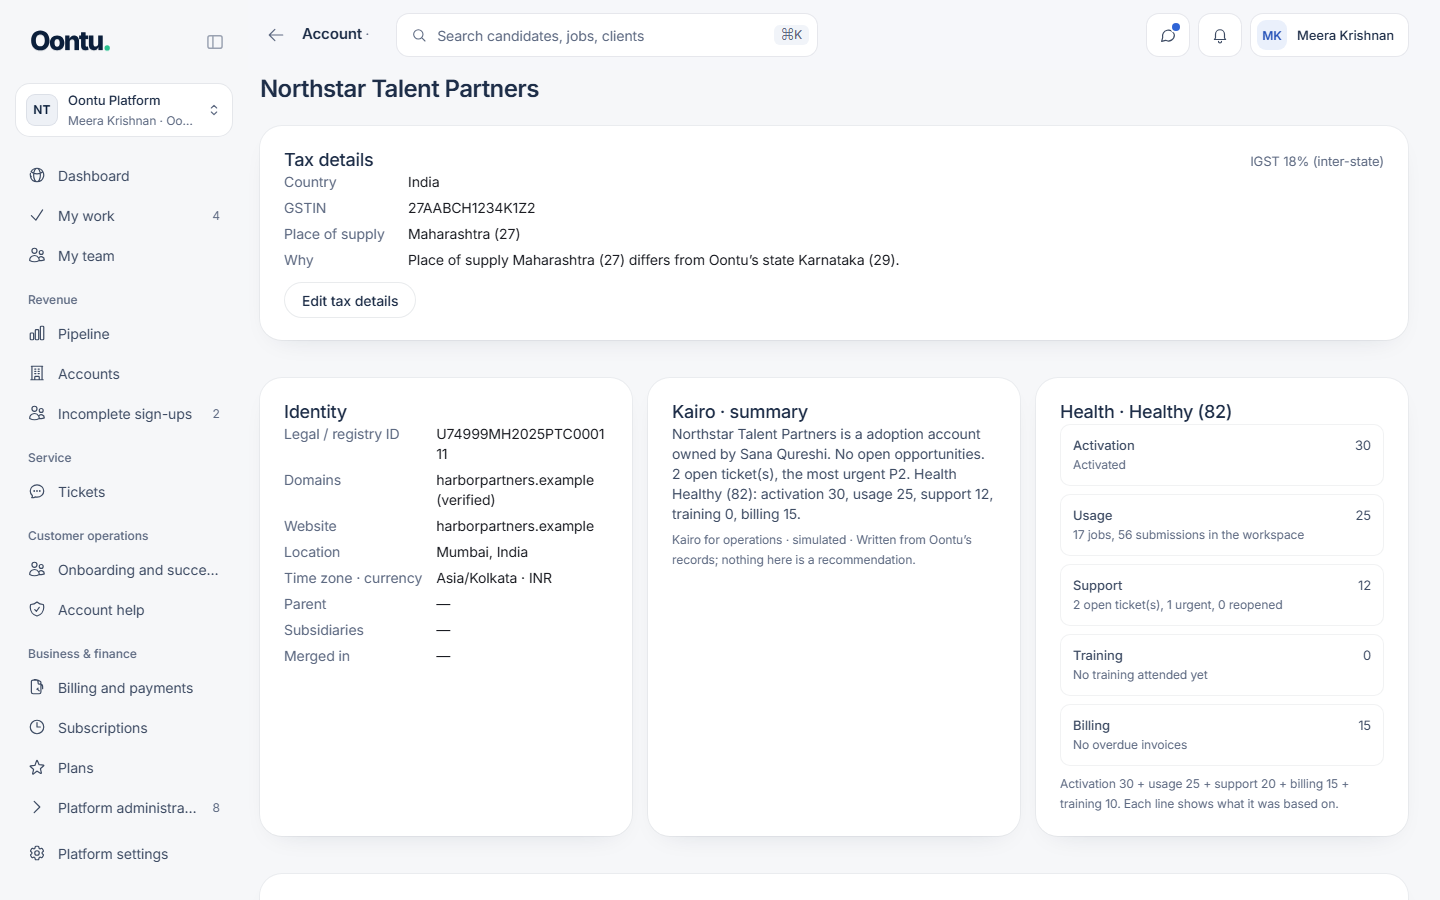 Oontu.
Account ·
Search candidates, jobs, clients
⌘K
MK
Meera Krishnan
NT
Oontu Platform
Meera Krishnan · Oo...
Dashboard
My work 4
My team
Revenue
Pipeline
Accounts
Incomplete sign-ups 2
Service
Tickets
Customer operations
Onboarding and succe...
Account help
Business & finance
Billing and payments
Subscriptions
Plans
Platform administra... 8
Platform settings
Northstar Talent Partners
Tax details
IGST 18% (inter-state)
Country India
GSTIN 27AABCH1234K1Z2
Place of supply Maharashtra (27)
Why Place of supply Maharashtra (27) differs from Oontu’s state Karnataka (29).
Edit tax details
Identity
Legal / registry ID U74999MH2025PTC0001
11
Domains harborpartners.example
(verified)
Website harborpartners.example
Location Mumbai, India
Time zone · currency Asia/Kolkata · INR
Parent —
Subsidiaries —
Merged in —
Kairo · summary
Northstar Talent Partners is a adoption account
owned by Sana Qureshi. No open opportunities.
2 open ticket(s), the most urgent P2. Health
Healthy (82): activation 30, usage 25, support 12,
training 0, billing 15.
Kairo for operations · simulated · Written from Oontu’s
records; nothing here is a recommendation.
Health · Healthy (82)
Activation 30
Activated
Usage 25
17 jobs, 56 submissions in the workspace
Support 12
2 open ticket(s), 1 urgent, 0 reopened
Training 0
No training attended yet
Billing 15
No overdue invoices
Activation 30 + usage 25 + support 20 + billing 15 +
training 10. Each line shows what it was based on.